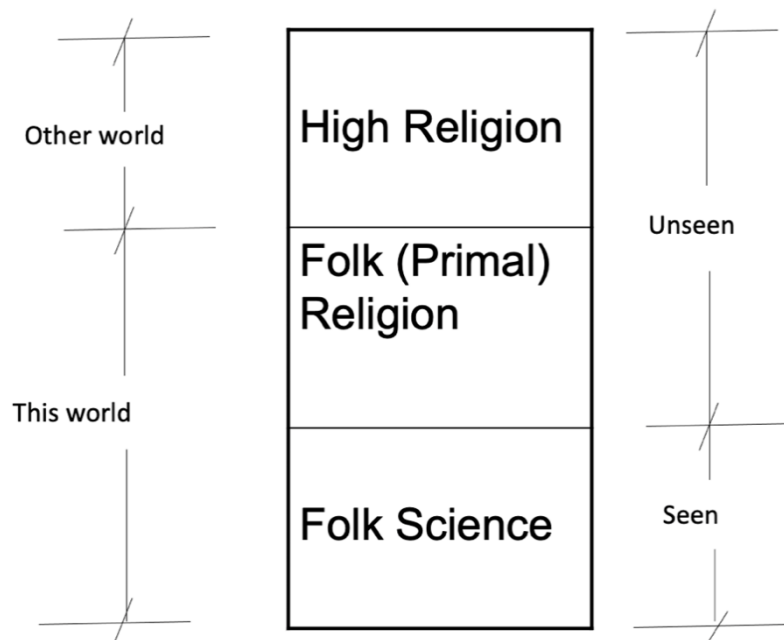 High Religion
Other world
Unseen
Folk (Primal)
Religion
This world
Folk Science
Seen